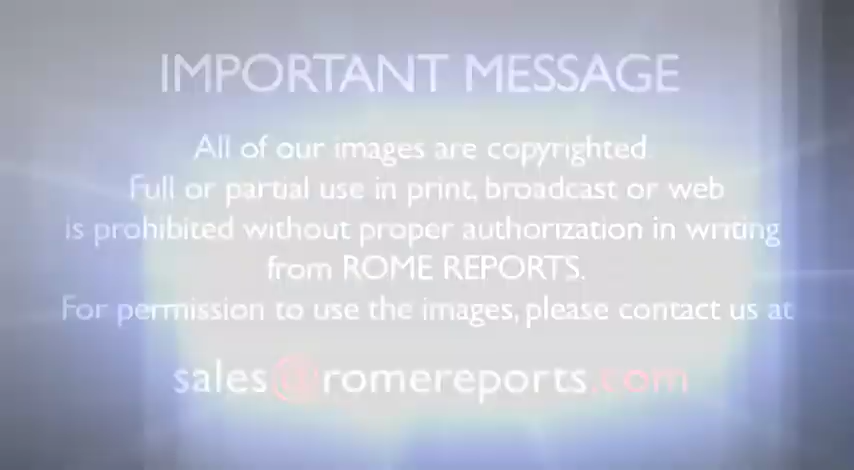 IMPORTANT MESSAGE
All of our images are copyrighted.
Full or partial use in print, broadcast or web
is prohibited without proper authorization in writing
from ROME REPORTS.
For permission to use the images, please contact us at
sales@romereports.com